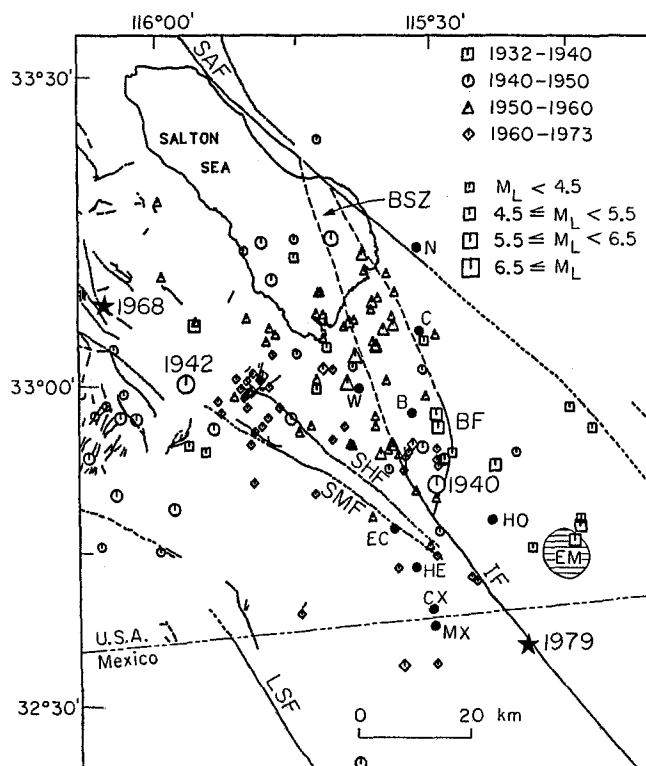 116°00'
115°30'
33°30'
SAF
SALTON
SEA
1932-1940
1940-1950
1950-1960
1960-1973
M_L < 4.5
4.5 ≤ M_L < 5.5
5.5 ≤ M_L < 6.5
6.5 ≤ M_L
BSZ
N
1968
C
1942
33°00'
W
B
BF
SHF
1940
SMF
EC
HO
EM
HE
IF
CX
MX
U.S.A.
Mexico
1979
LSF
32°30'
0 20 km